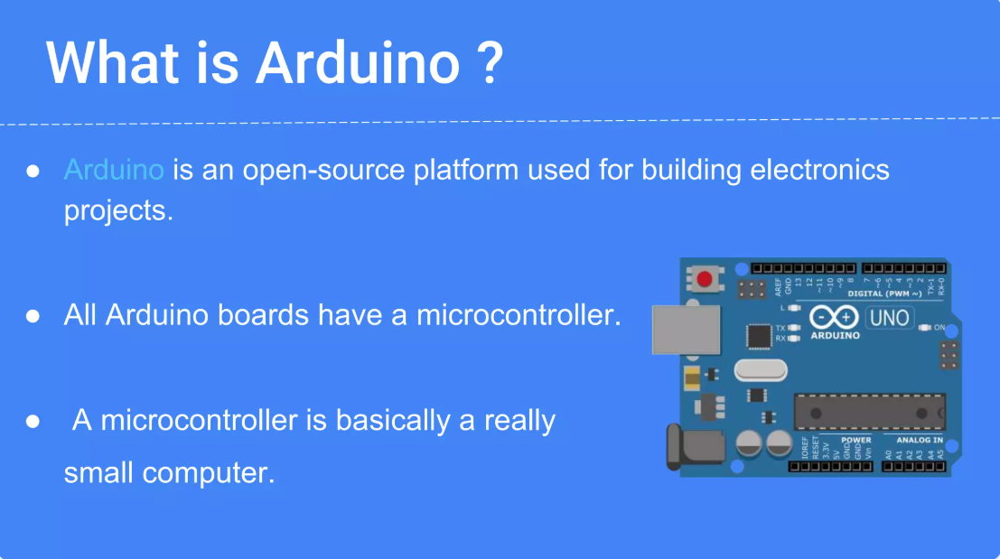 What is Arduino ?
● Arduino is an open-source platform used for building electronics
projects.
● All Arduino boards have a microcontroller.
● A microcontroller is basically a really
small computer.
AREF
GND
13
12
~11
~10
~9
8
7
~6
~5
4
~3
2
TX-1
RX-0
DIGITAL (PWM ~)
L
TX
RX
UNO
ON
ARDUINO
POWER
ANALOG IN
IOREF
RESET
3.3V
5V
GND
GND
Vin
A0
A1
A2
A3
A4
A5